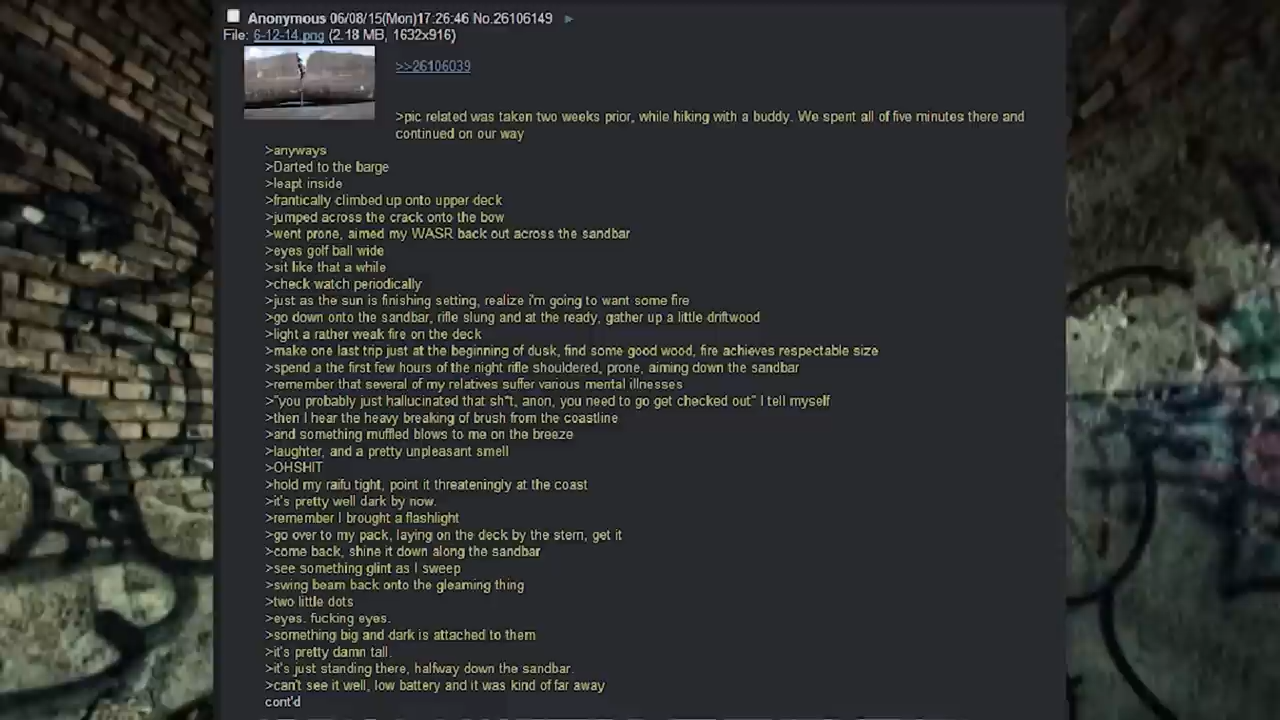 Anonymous 06/08/15(Mon)17:26:46 No.26106149
File: 6-12-14.png (2.18 MB, 1632x916)
>>26106039
>pic related was taken two weeks prior, while hiking with a buddy. We spent all of five minutes there and
continued on our way
>anyways
>Darted to the barge
>leapt inside
>frantically climbed up onto upper deck
>jumped across the crack onto the bow
>went prone, aimed my WASR back out across the sandbar
>eyes golf ball wide
>sit like that a while
>check watch periodically
>just as the sun is finishing setting, realize i'm going to want some fire
>go down onto the sandbar, rifle slung and at the ready, gather up a little driftwood
>light a rather weak fire on the deck
>make one last trip just at the beginning of dusk, find some good wood, fire achieves respectable size
>spend a the first few hours of the night rifle shouldered, prone, aiming down the sandbar
>remember that several of my relatives suffer various mental illnesses
>"you probably just hallucinated that sh*t, anon, you need to go get checked out" I tell myself
>then I hear the heavy breaking of brush from the coastline
>and something muffled blows to me on the breeze
>laughter, and a pretty unpleasant smell
>OHSHIT
>hold my raifu tight, point it threateningly at the coast
>it's pretty well dark by now.
>remember I brought a flashlight
>go over to my pack, laying on the deck by the stern, get it
>come back, shine it down along the sandbar
>see something glint as I sweep
>swing beam back onto the gleaming thing
>two little dots
>eyes. fucking eyes.
>something big and dark is attached to them
>it's pretty damn tall.
>it's just standing there, halfway down the sandbar.
>can't see it well, low battery and it was kind of far away
cont'd